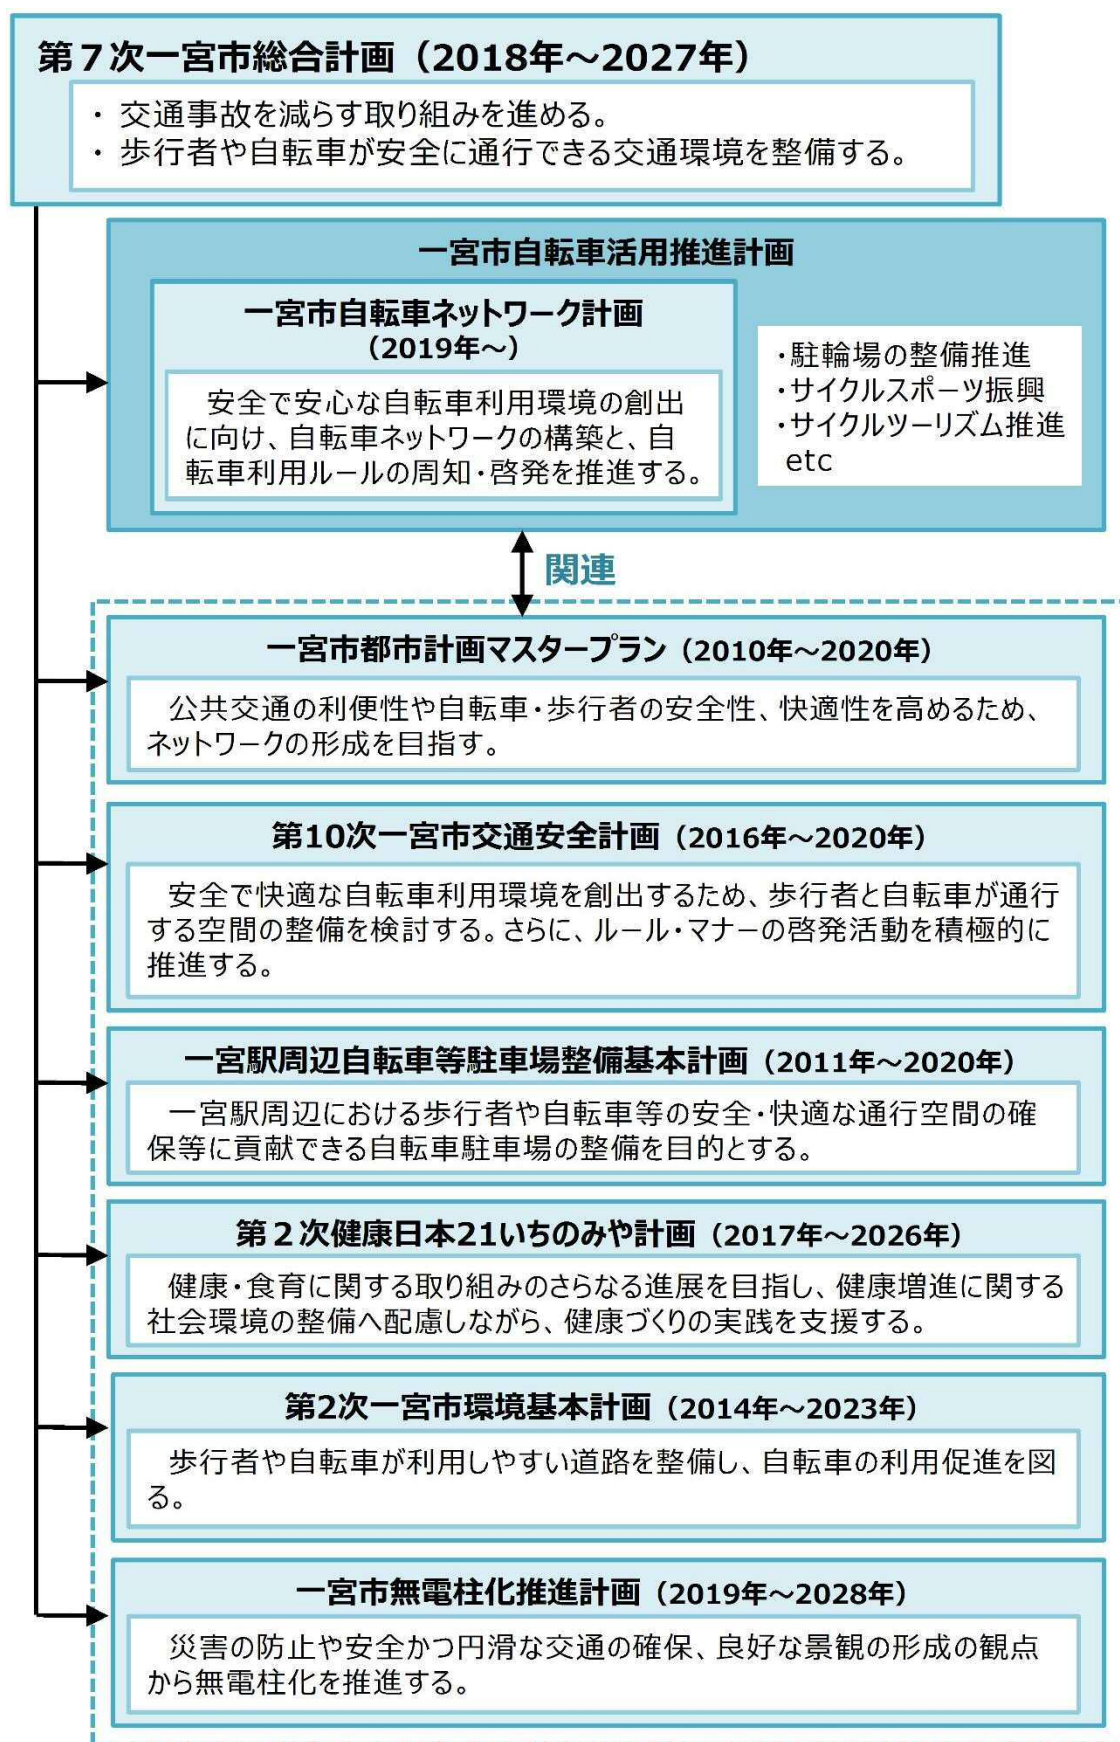 第７次一宮市総合計画（2018年～2027年）
・ 交通事故を減らす取り組みを進める。
・ 歩行者や自転車が安全に通行できる交通環境を整備する。
一宮市自転車活用推進計画
一宮市自転車ネットワーク計画
（2019年～）
安全で安心な自転車利用環境の創出
に向け、自転車ネットワークの構築と、自
転車利用ルールの周知・啓発を推進する。
・駐輪場の整備推進
・サイクルスポーツ振興
・サイクルツーリズム推進
etc
関連
一宮市都市計画マスタープラン（2010年～2020年）
公共交通の利便性や自転車・歩行者の安全性、快適性を高めるため、
ネットワークの形成を目指す。
第10次一宮市交通安全計画（2016年～2020年）
安全で快適な自転車利用環境を創出するため、歩行者と自転車が通行
する空間の整備を検討する。さらに、ルール・マナーの啓発活動を積極的に
推進する。
一宮駅周辺自転車等駐車場整備基本計画（2011年～2020年）
一宮駅周辺における歩行者や自転車等の安全・快適な通行空間の確
保等に貢献できる自転車駐車場の整備を目的とする。
第２次健康日本21いちのみや計画（2017年～2026年）
健康・食育に関する取り組みのさらなる進展を目指し、健康増進に関する
社会環境の整備へ配慮しながら、健康づくりの実践を支援する。
第2次一宮市環境基本計画（2014年～2023年）
歩行者や自転車が利用しやすい道路を整備し、自転車の利用促進を図
る。
一宮市無電柱化推進計画（2019年～2028年）
災害の防止や安全かつ円滑な交通の確保、良好な景観の形成の観点
から無電柱化を推進する。